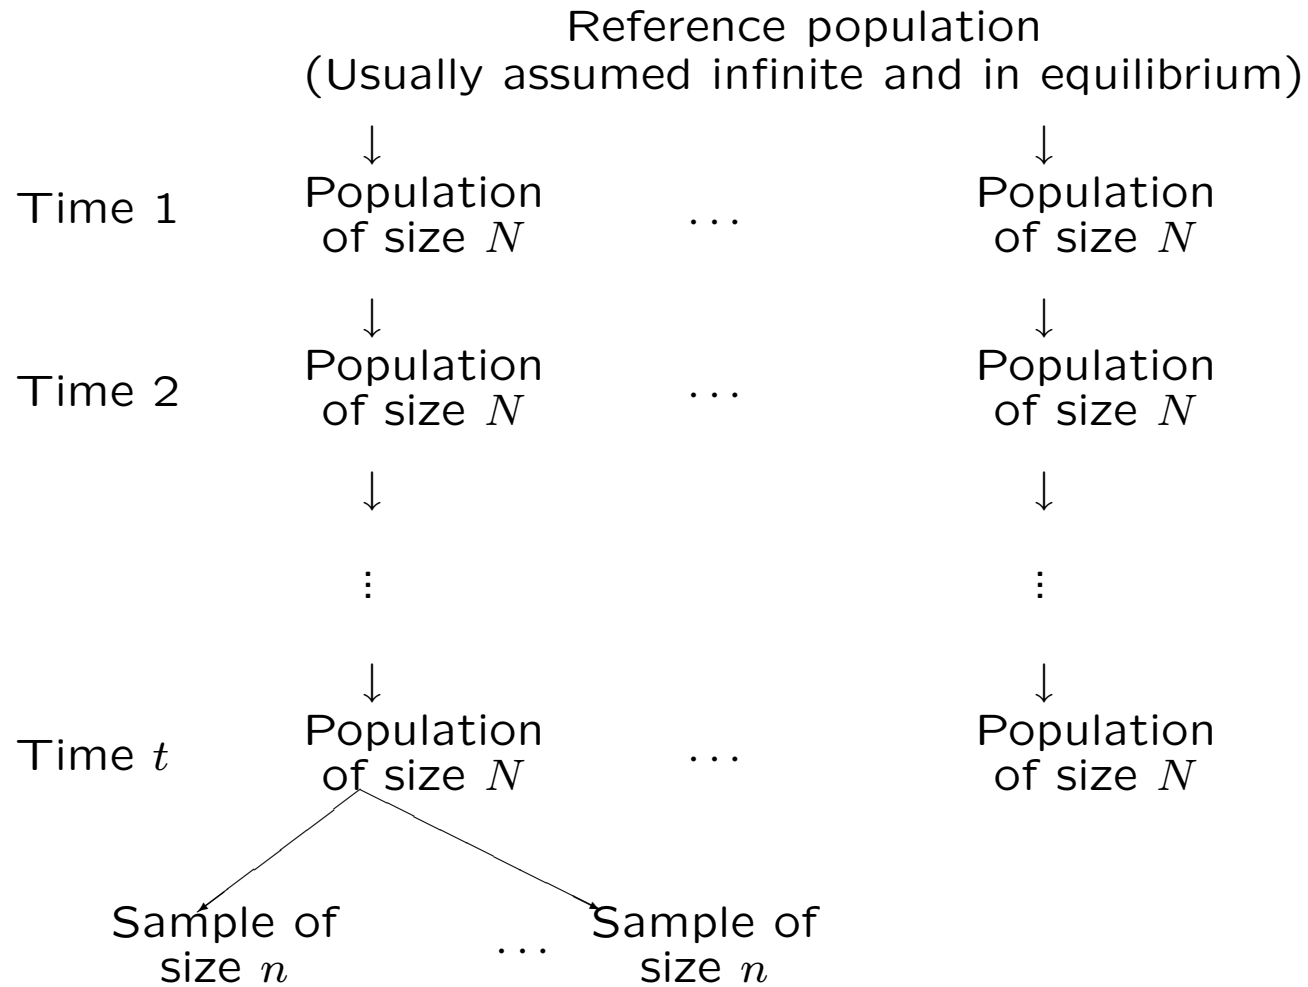 Reference population
(Usually assumed infinite and in equilibrium)
↓ ↓
Time 1 Population of size N … Population of size N
↓ ↓
Time 2 Population of size N … Population of size N
↓ ↓
⋮ ⋮
↓ ↓
Time t Population of size N … Population of size N
Sample of size n … Sample of size n